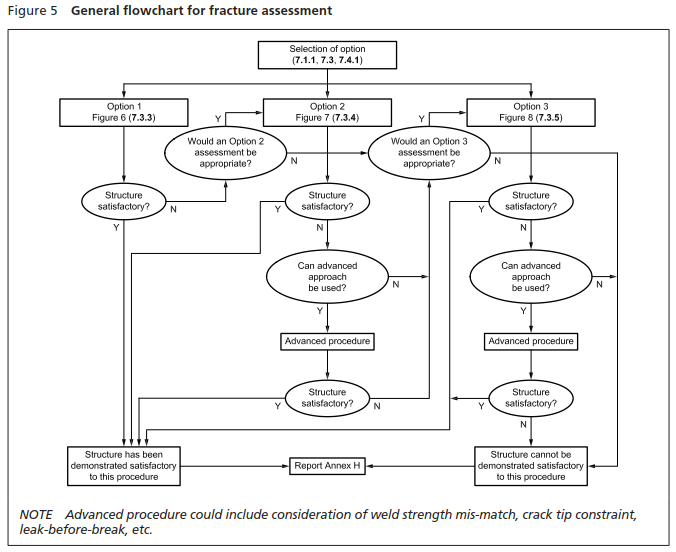 Figure 5 General flowchart for fracture assessment
Selection of option
(7.1.1, 7.3, 7.4.1)
Option 1
Figure 6 (7.3.3)
Option 2
Figure 7 (7.3.4)
Option 3
Figure 8 (7.3.5)
Y
Y
Would an Option 2
assessment be
appropriate?
N
Would an Option 3
assessment be
appropriate?
N
Structure
satisfactory?
N
Y
Structure
satisfactory?
Y
N
Structure
satisfactory?
Y
N
Can advanced
approach
be used?
N
Y
Can advanced
approach
be used?
N
Y
Advanced procedure
Advanced procedure
Structure
satisfactory?
Y
N
Structure
satisfactory?
Y
N
Structure has been
demonstrated satisfactory
to this procedure
Report Annex H
Structure cannot be
demonstrated satisfactory
to this procedure
NOTE Advanced procedure could include consideration of weld strength mis-match, crack tip constraint,
leak-before-break, etc.